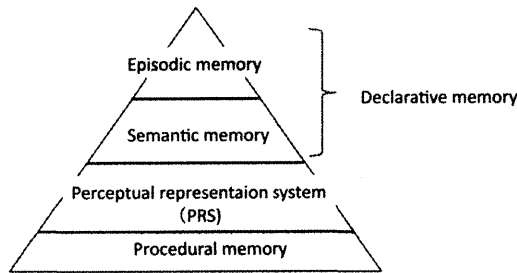 Episodic memory
Declarative memory
Semantic memory
Perceptual representaion system
（PRS）
Procedural memory